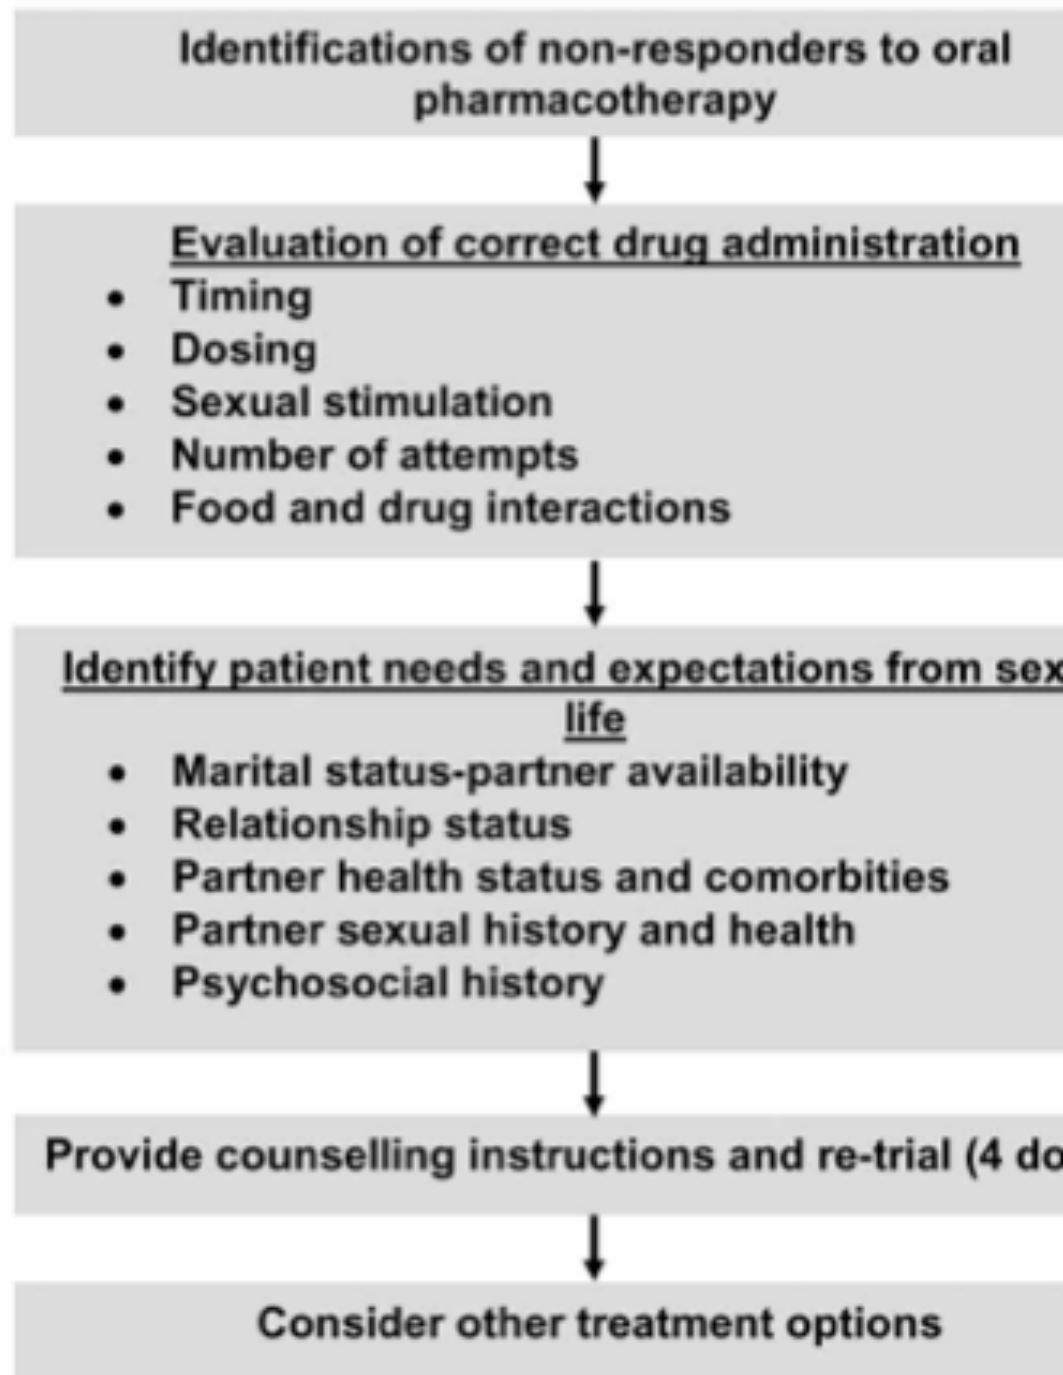 Identifications of non-responders to oral
pharmacotherapy
Evaluation of correct drug administration
• Timing
• Dosing
• Sexual stimulation
• Number of attempts
• Food and drug interactions
Identify patient needs and expectations from sex
life
• Marital status-partner availability
• Relationship status
• Partner health status and comorbities
• Partner sexual history and health
• Psychosocial history
Provide counselling instructions and re-trial (4 do
Consider other treatment options